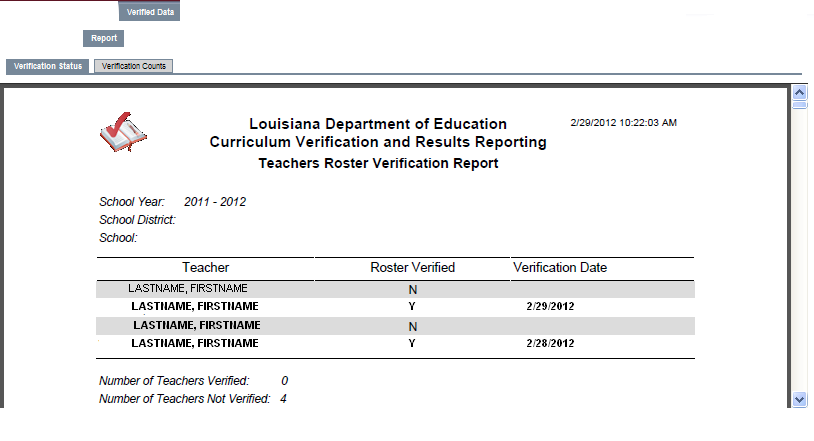 Verified Data
Report
Verification Status Verification Counts
Louisiana Department of Education 2/29/2012 10:22:03 AM
Curriculum Verification and Results Reporting
Teachers Roster Verification Report
School Year: 2011 - 2012
School District:
School:
Teacher Roster Verified Verification Date
LASTNAME, FIRSTNAME N
LASTNAME, FIRSTNAME Y 2/29/2012
LASTNAME, FIRSTNAME N
LASTNAME, FIRSTNAME Y 2/28/2012
Number of Teachers Verified: 0
Number of Teachers Not Verified: 4